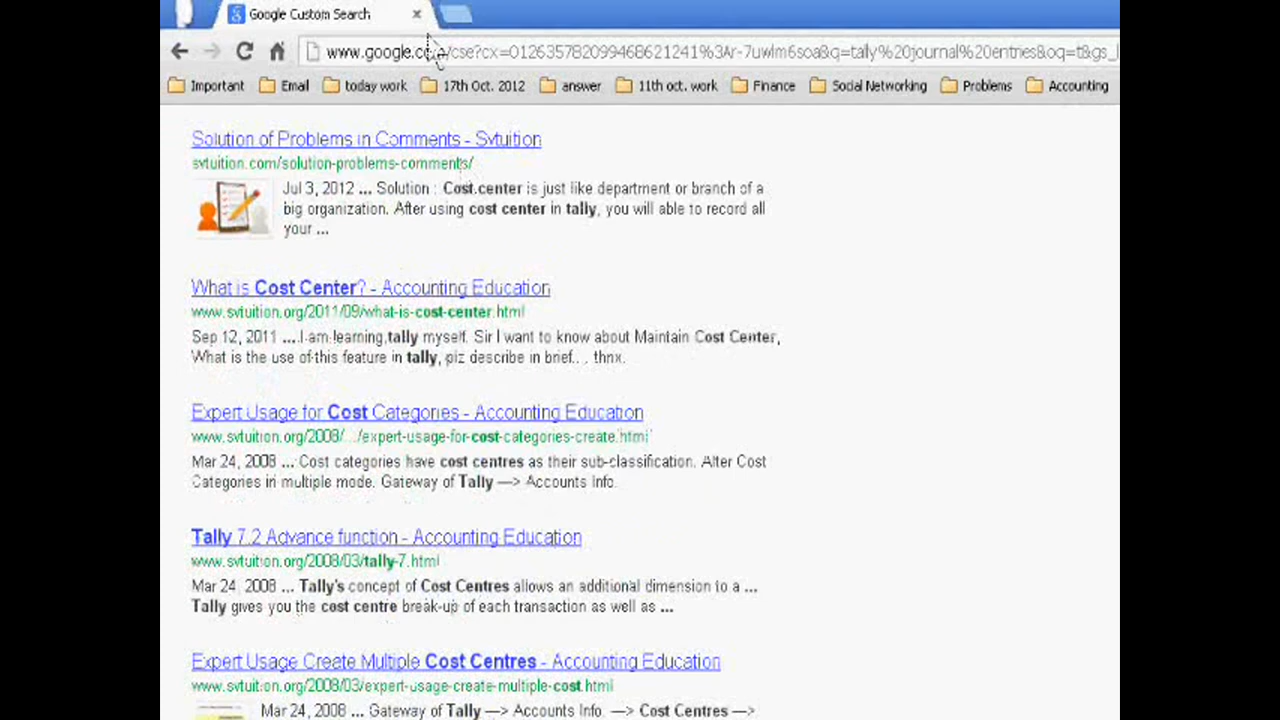 Google Custom Search
www.google.com/cse?cx=012635782099468621241%3Ar-7uwlm6soa&q=tally%20journal%20entries&oq=t&gs_l
Important Email today work 17th Oct. 2012 answer 11th oct. work Finance Social Networking Problems Accounting
Solution of Problems in Comments - Svtuition
svtuition.com/solution-problems-comments/
Jul 3, 2012 ... Solution : Cost center is just like department or branch of a
big organization. After using cost center in tally, you will able to record all
your ...
What is Cost Center? - Accounting Education
www.svtuition.org/2011/09/what-is-cost-center.html
Sep 12, 2011 ... I am learning tally myself. Sir I want to know about Maintain Cost Center,
What is the use of this feature in tally, plz describe in brief... thnx.
Expert Usage for Cost Categories - Accounting Education
www.svtuition.org/2008/.../expert-usage-for-cost-categories-create.html
Mar 24, 2008 ... Cost categories have cost centres as their sub-classification. Alter Cost
Categories in multiple mode. Gateway of Tally —> Accounts Info.
Tally 7.2 Advance function - Accounting Education
www.svtuition.org/2008/03/tally-7.html
Mar 24, 2008 ... Tally's concept of Cost Centres allows an additional dimension to a ...
Tally gives you the cost centre break-up of each transaction as well as ...
Expert Usage Create Multiple Cost Centres - Accounting Education
www.svtuition.org/2008/03/expert-usage-create-multiple-cost.html
Mar 24, 2008 ... Gateway of Tally —> Accounts Info. —> Cost Centres —>